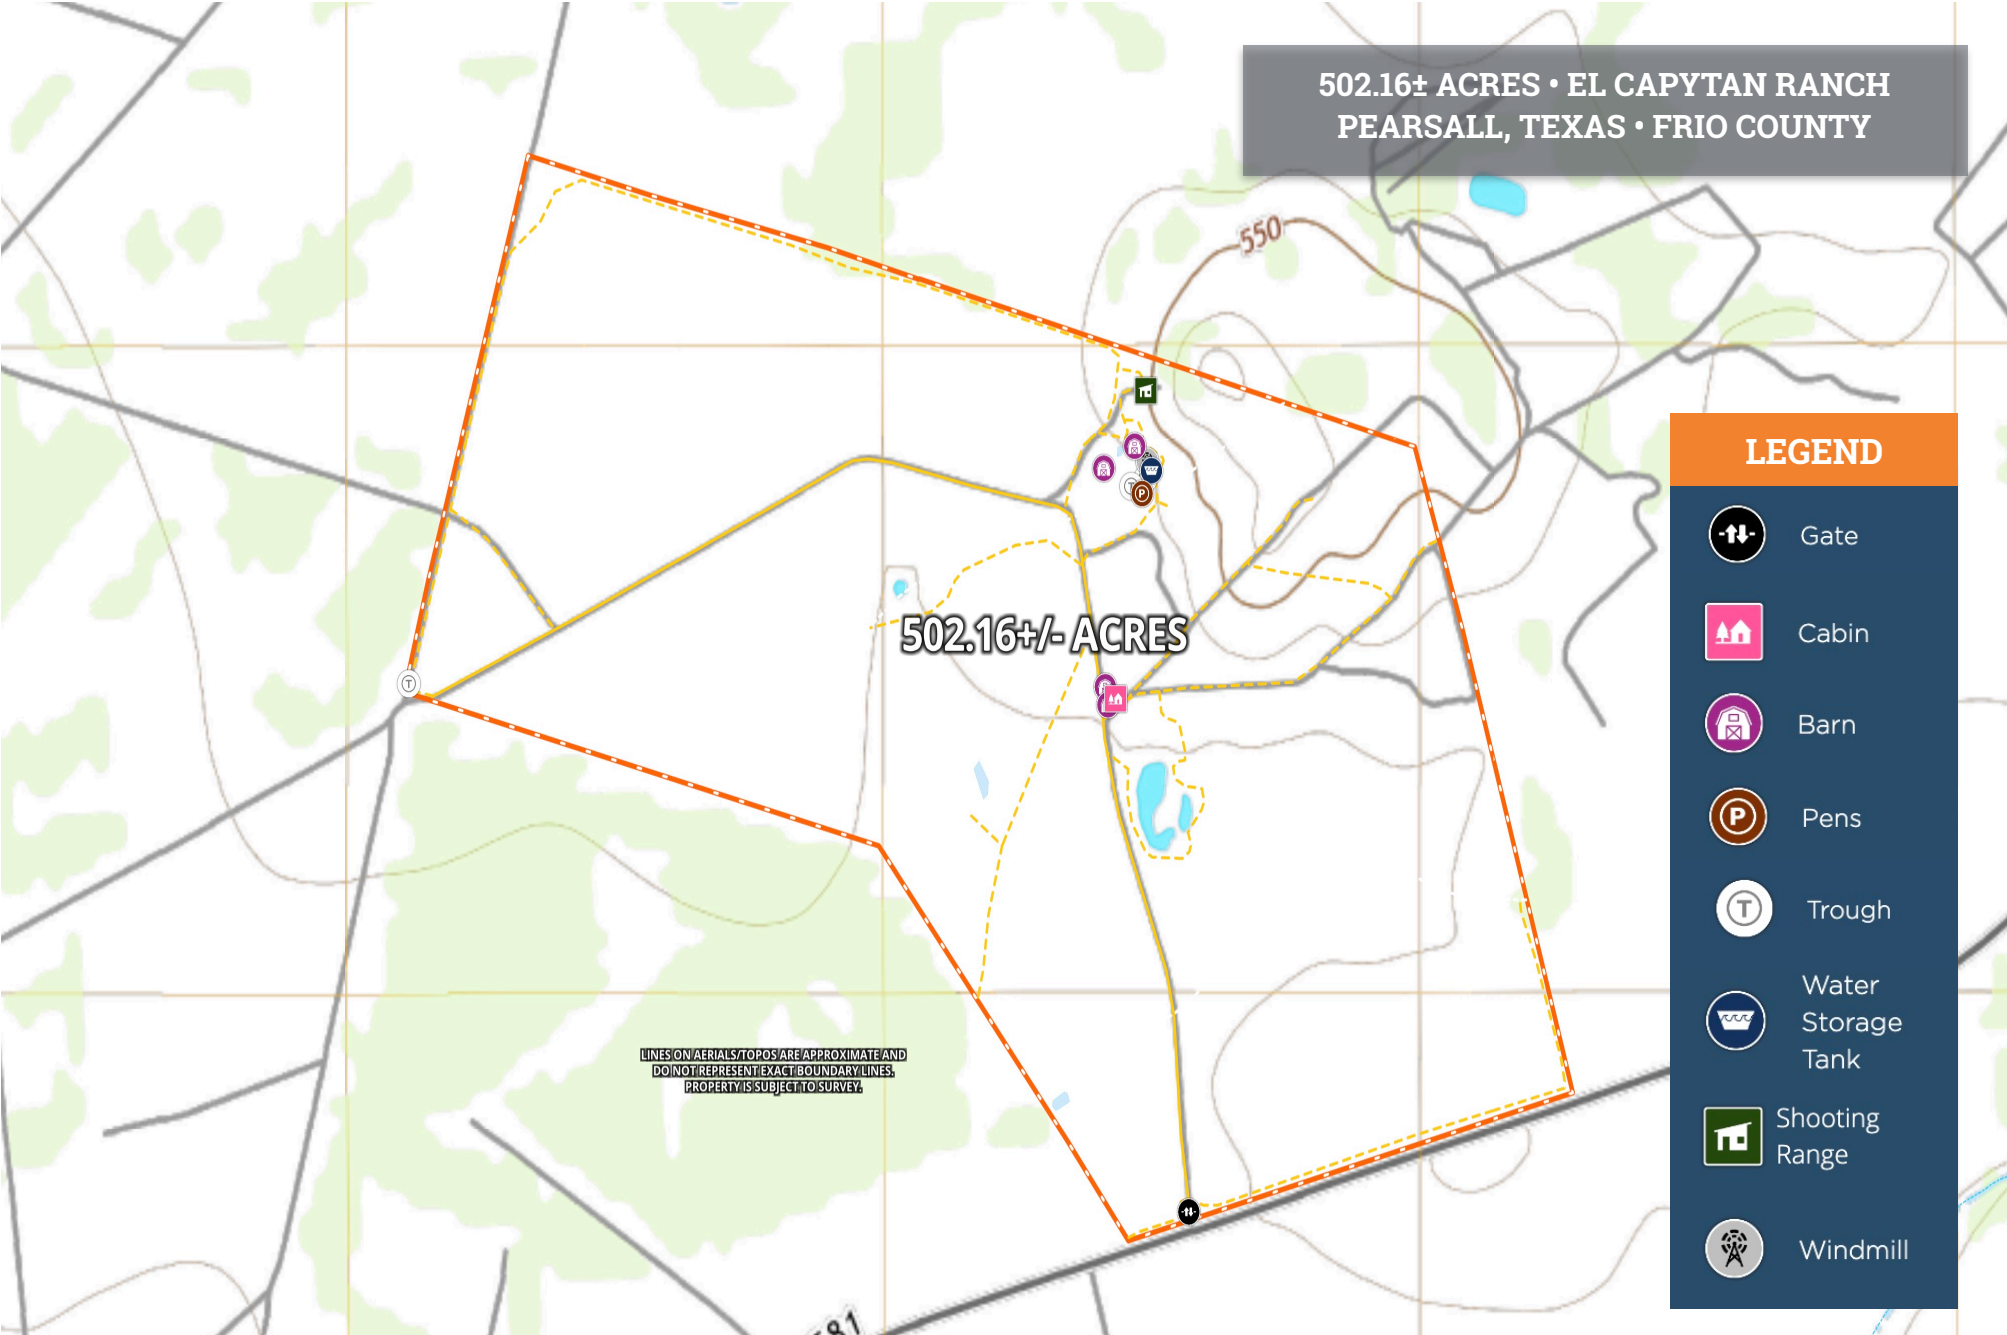 502.16± ACRES • EL CAPYTAN RANCH
PEARSALL, TEXAS • FRIO COUNTY
550
LEGEND
Gate
Cabin
Barn
P
Pens
T
Trough
Water
Storage
Tank
Shooting
Range
Windmill
T
P
502.16+/- ACRES
T
LINES ON AERIALS/TOPOS ARE APPROXIMATE AND
DO NOT REPRESENT EXACT BOUNDARY LINES.
PROPERTY IS SUBJECT TO SURVEY.